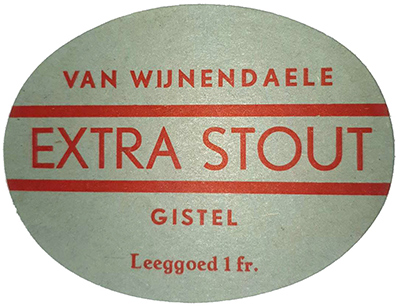 VAN WIJNENDAELE
EXTRA STOUT
GISTEL
Leeggoed 1 fr.